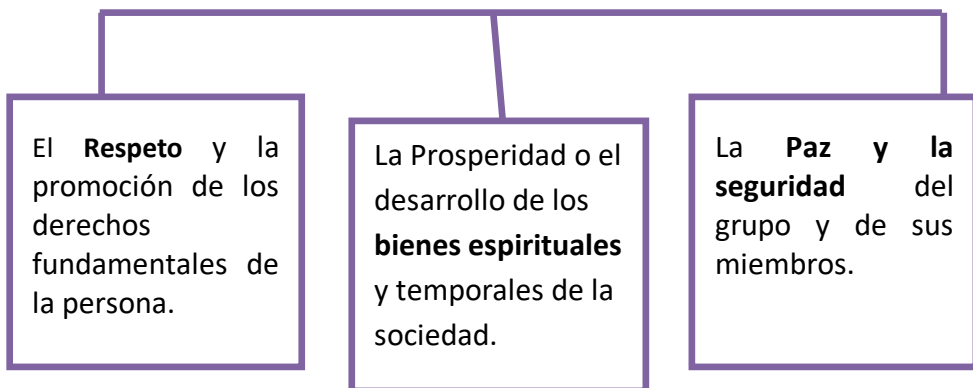 El Respeto y la
promoción de los
derechos
fundamentales de
la persona.
La Prosperidad o el
desarrollo de los
bienes espirituales
y temporales de la
sociedad.
La Paz y la
seguridad del
grupo y de sus
miembros.